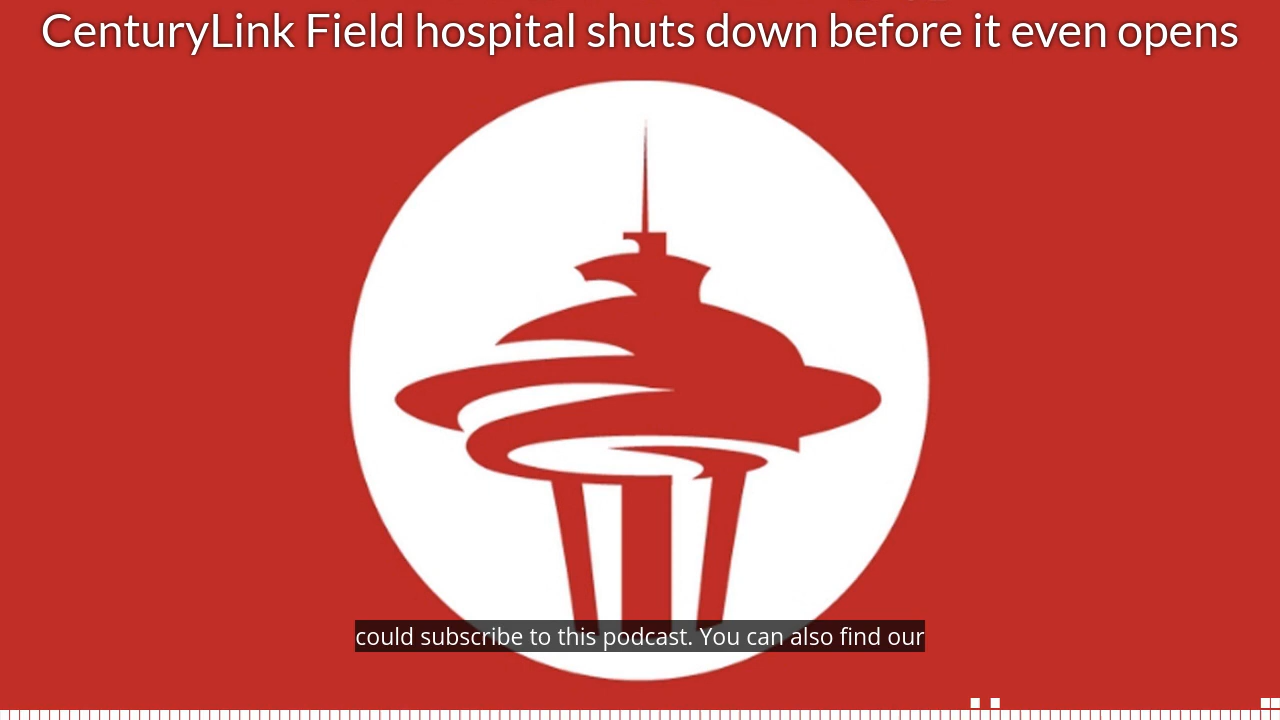 CenturyLink Field hospital shuts down before it even opens
could subscribe to this podcast. You can also find our